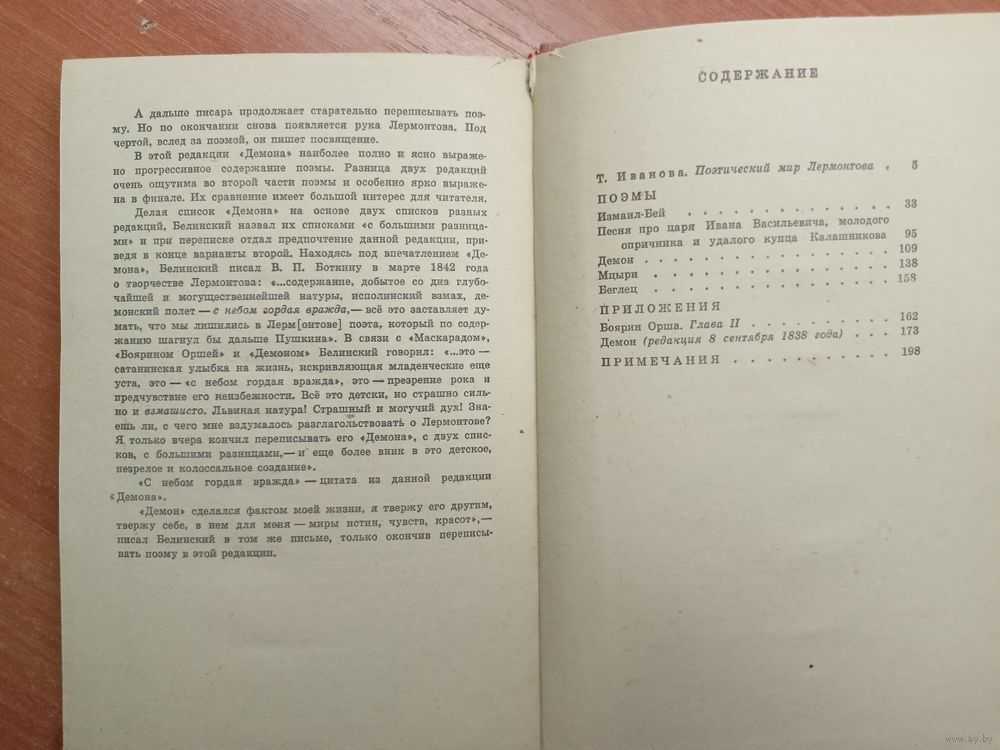 А дальше писарь продолжает старательно переписывать поэ-
му. Но по окончании снова появляется рука Лермонтова. Под
чертой, вслед за поэмой, он пишет посвящение.
В этой редакции «Демона» наиболее полно и ясно выраже-
но прогрессивное содержание поэмы. Разница двух редакций
очень ощутима во второй части поэмы и особенно ярко выраже-
на в финале. Их сравнение имеет большой интерес для читателя.
Делая список «Демона» на основе двух списков разных
редакций, Белинский назвал их списками «с большими разница-
ми» и при переписке отдал предпочтение данной редакции, приве-
дя в конце варианты второй. Находясь под впечатлением «Де-
мона», Белинский писал В. П. Боткину в марте 1842 года
о творчестве Лермонтова: «...содержание, добытое со дна глубо-
чайшей и могущественнейшей натуры, исполинский взмах, де-
монский полет — с небом гордая вражда,— всё это заставляет ду-
мать, что мы лишились в Лерм[онтове] поэта, который по содер-
жанию шагнул бы дальше Пушкина». В связи с «Маскарадом»,
«Боярином Оршей» и «Демоном» Белинский говорил: «...это —
сатанинская улыбка на жизнь, искривляющая младенческие еще
уста, это — «с небом гордая вражда», это — презрение рока и
предчувствие его неизбежности. Всё это детски, но страшно силь-
но и взмашисто. Львиная натура! Страшный и могучий дух! Зна-
ешь ли, с чего мне вздумалось разглагольствовать о Лермонтове?
Я только вчера кончил переписывать его «Демона», с двух спис-
ков, с большими разницами,— и еще более вник в это детское,
незрелое и колоссальное создание».
«С небом гордая вражда» — цитата из данной редакции
«Демона».
«Демон» сделался фактом моей жизни, я твержу его другим,
твержу себе, в нем для меня — миры истин, чувств, красот»,—
писал Белинский в том же письме, только окончив переписы-
вать поэму в этой редакции.
СОДЕРЖАНИЕ
Т. Иванова. Поэтический мир Лермонтова . 5
ПОЭМЫ
Измаил-Бей . . . . . . . . . . . . 33
Песня про царя Ивана Васильевича, молодого
опричника и удалого купца Калашникова 95
Демон . . . . . . . . . . . . . . 109
Мцыри . . . . . . . . . . . . . . 138
Беглец . . . . . . . . . . . . . . 158
ПРИЛОЖЕНИЯ
Боярин Орша. Глава II . . . . . . . . . 162
Демон (редакция 8 сентября 1838 года) . . . 173
ПРИМЕЧАНИЯ . . . . . . . . . . . 198
www.ay.by